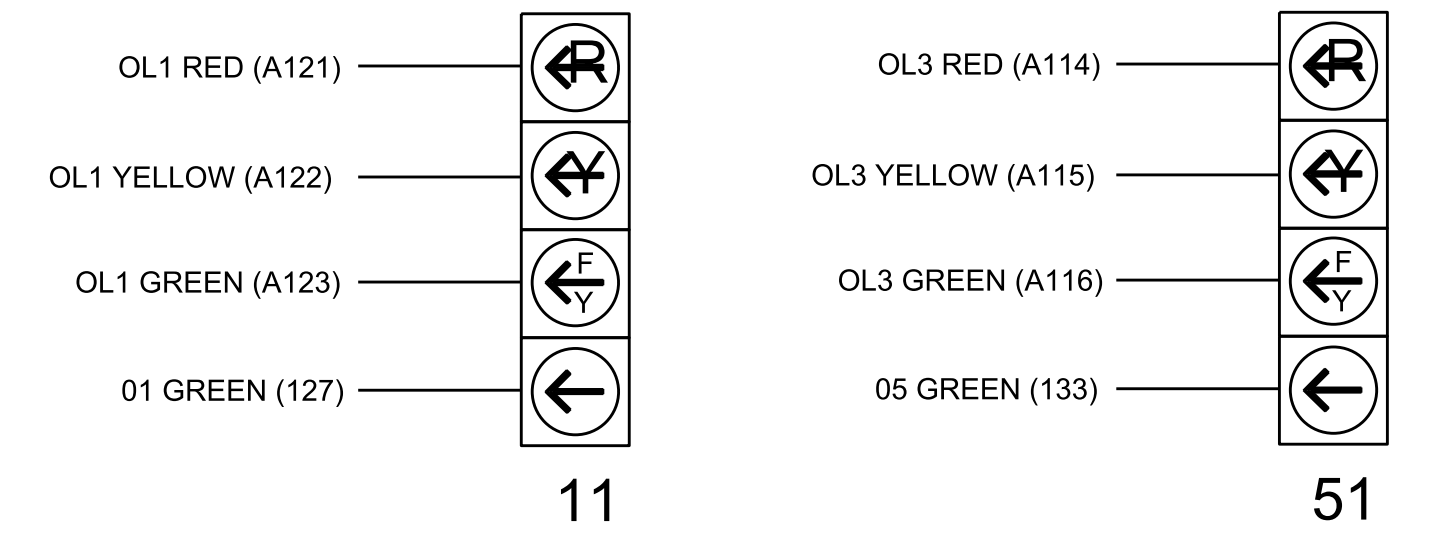 OL1 RED (A121)
R
OL1 YELLOW (A122)
Y
OL1 GREEN (A123)
F
Y
01 GREEN (127)
11
OL3 RED (A114)
R
OL3 YELLOW (A115)
Y
OL3 GREEN (A116)
F
Y
05 GREEN (133)
51